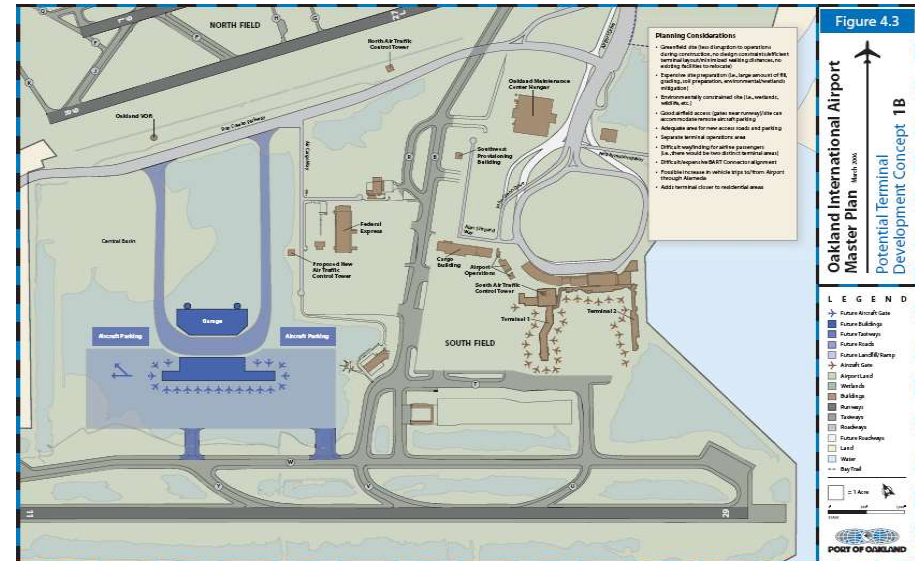 Figure 4.3
Oakland International Airport
Master Plan March 2006
Potential Terminal
Development Concept 1B
Planning Considerations
• Greenfield site (less disruption to operations
during construction, no design constraints/efficient
terminal layout/minimized walking distances, no
existing facilities to relocate)
• Expensive site preparation (i.e., large amount of fill,
grading, soil preparation, environmental/wetlands
mitigation)
• Environmentally constrained site (i.e., wetlands,
wildlife, etc.)
• Good airfield access (gates near runway)/site can
accommodate remote aircraft parking
• Adequate area for new access roads and parking
• Separate terminal operations area
• Difficult wayfinding for airline passengers
(i.e., there would be two distinct terminal areas)
• Difficult/expensive BART Connector alignment
• Possible increase in vehicle trips to/from Airport
through Alameda
• Adds terminal closer to residential areas
NORTH FIELD
North Air Traffic
Control Tower
Oakland VOR
Oakland Maintenance
Center Hangar
Southwest
Provisioning
Building
Alan Shepard
Way
Central Basin
Federal
Express
Proposed New
Air Traffic
Control Tower
Cargo
Building
Airport
Operations
South Air Traffic
Control Tower
Terminal 1
Terminal 2
Garage
Aircraft Parking
Aircraft Parking
SOUTH FIELD
T
W
Y
V
U
11
29
LEGEND
Future Aircraft Gate
Future Buildings
Future Taxiways
Future Roads
Future Landfill/Ramp
Aircraft Gate
Airport Land
Wetlands
Buildings
Runways
Taxiways
Roadways
Future Roadways
Land
Water
Bay Trail
= 1 Acre
PORT OF OAKLAND